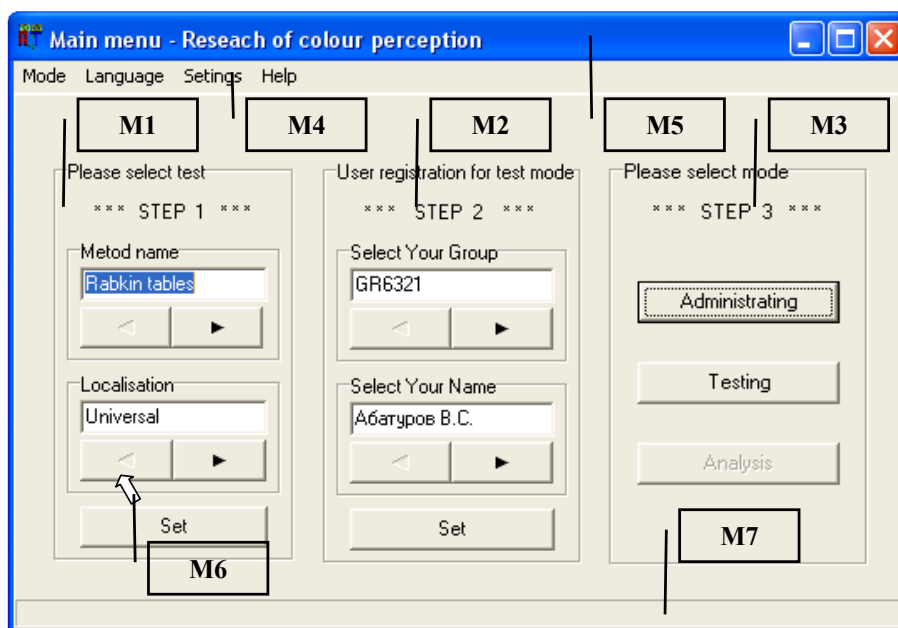 Main menu - Reseach of colour perception
Mode Language Setings Help
M1 M4 M2 M5 M3
Please select test
*** STEP 1 ***
Metod name
Rabkin tables
Localisation
Universal
Set
M6
User registration for test mode
*** STEP 2 ***
Select Your Group
GR6321
Select Your Name
Абатуров В.С.
Set
Please select mode
*** STEP 3 ***
Administrating
Testing
Analysis
M7